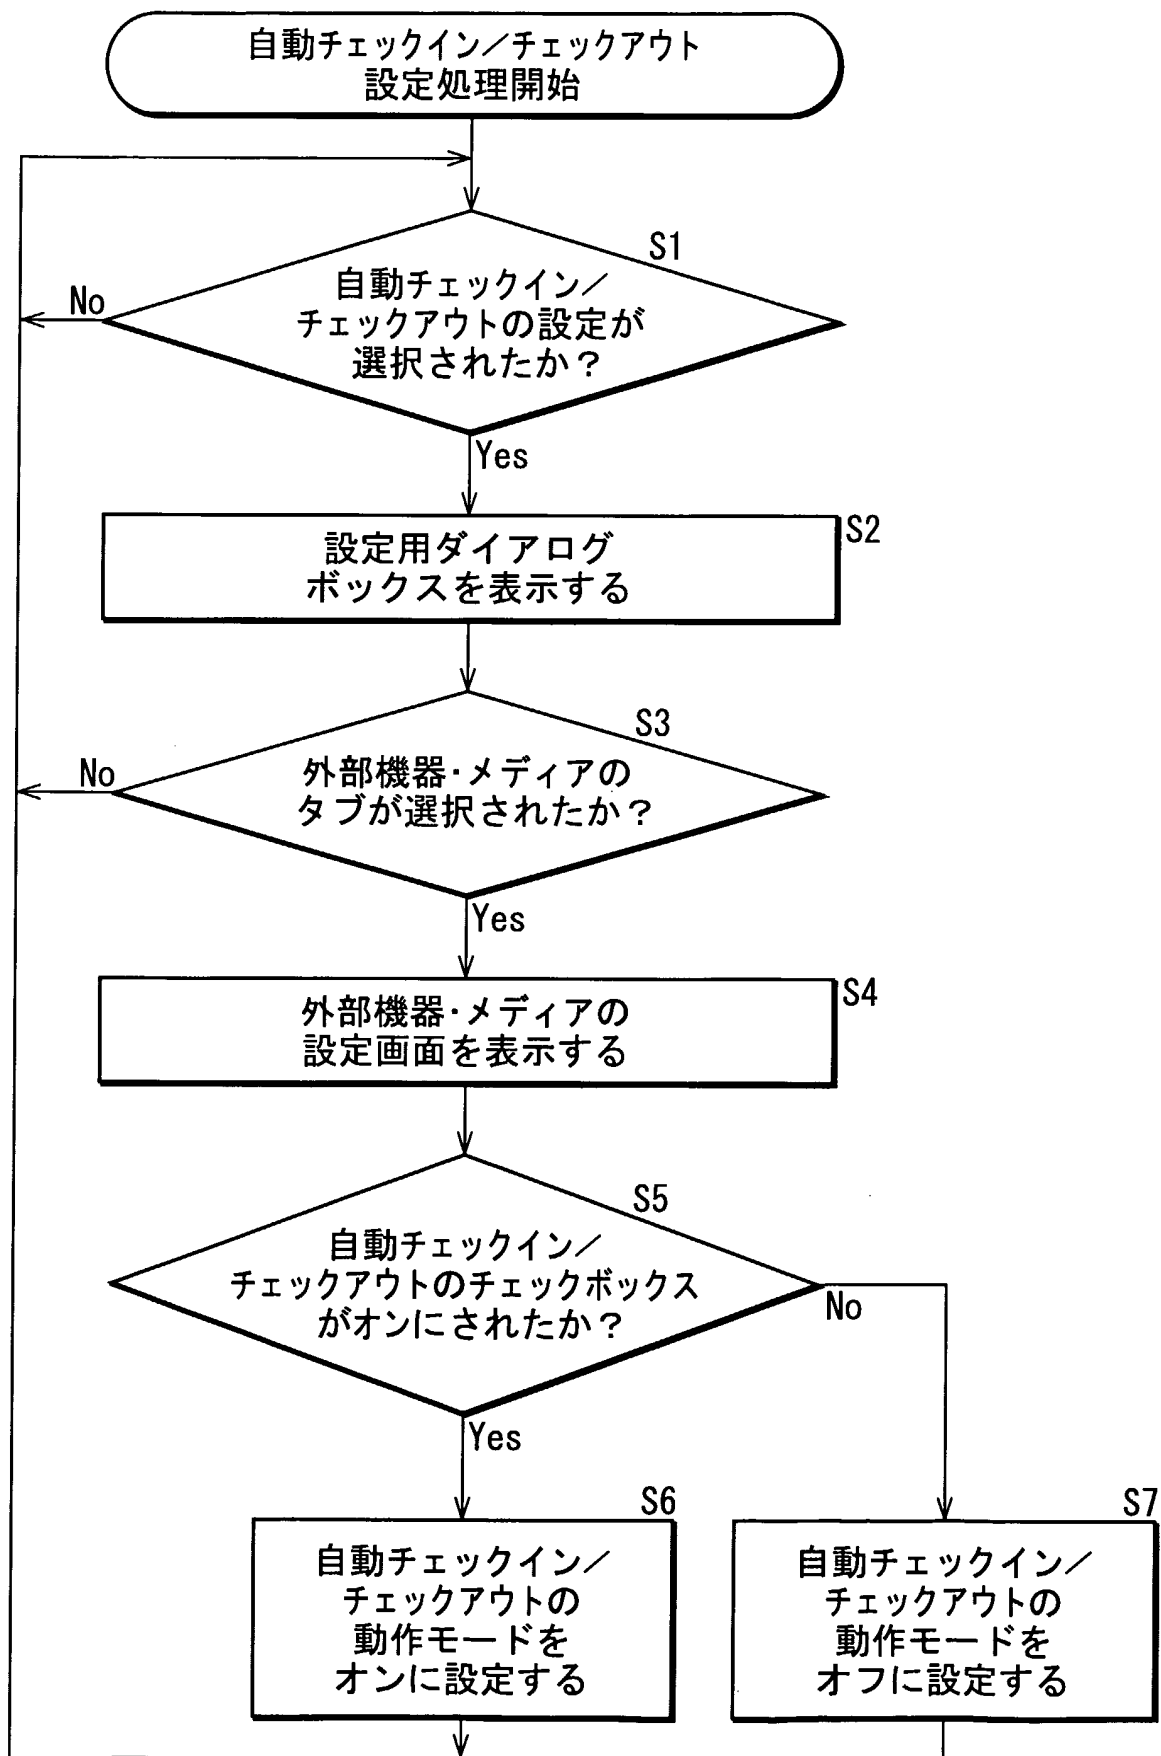 自動チェックイン／チェックアウト
設定処理開始
S1
自動チェックイン／
チェックアウトの設定が
選択されたか？
No
Yes
S2
設定用ダイアログ
ボックスを表示する
S3
外部機器･メディアの
タブが選択されたか？
No
Yes
S4
外部機器･メディアの
設定画面を表示する
S5
自動チェックイン／
チェックアウトのチェックボックス
がオンにされたか？
No
Yes
S6
自動チェックイン／
チェックアウトの
動作モードを
オンに設定する
S7
自動チェックイン／
チェックアウトの
動作モードを
オフに設定する